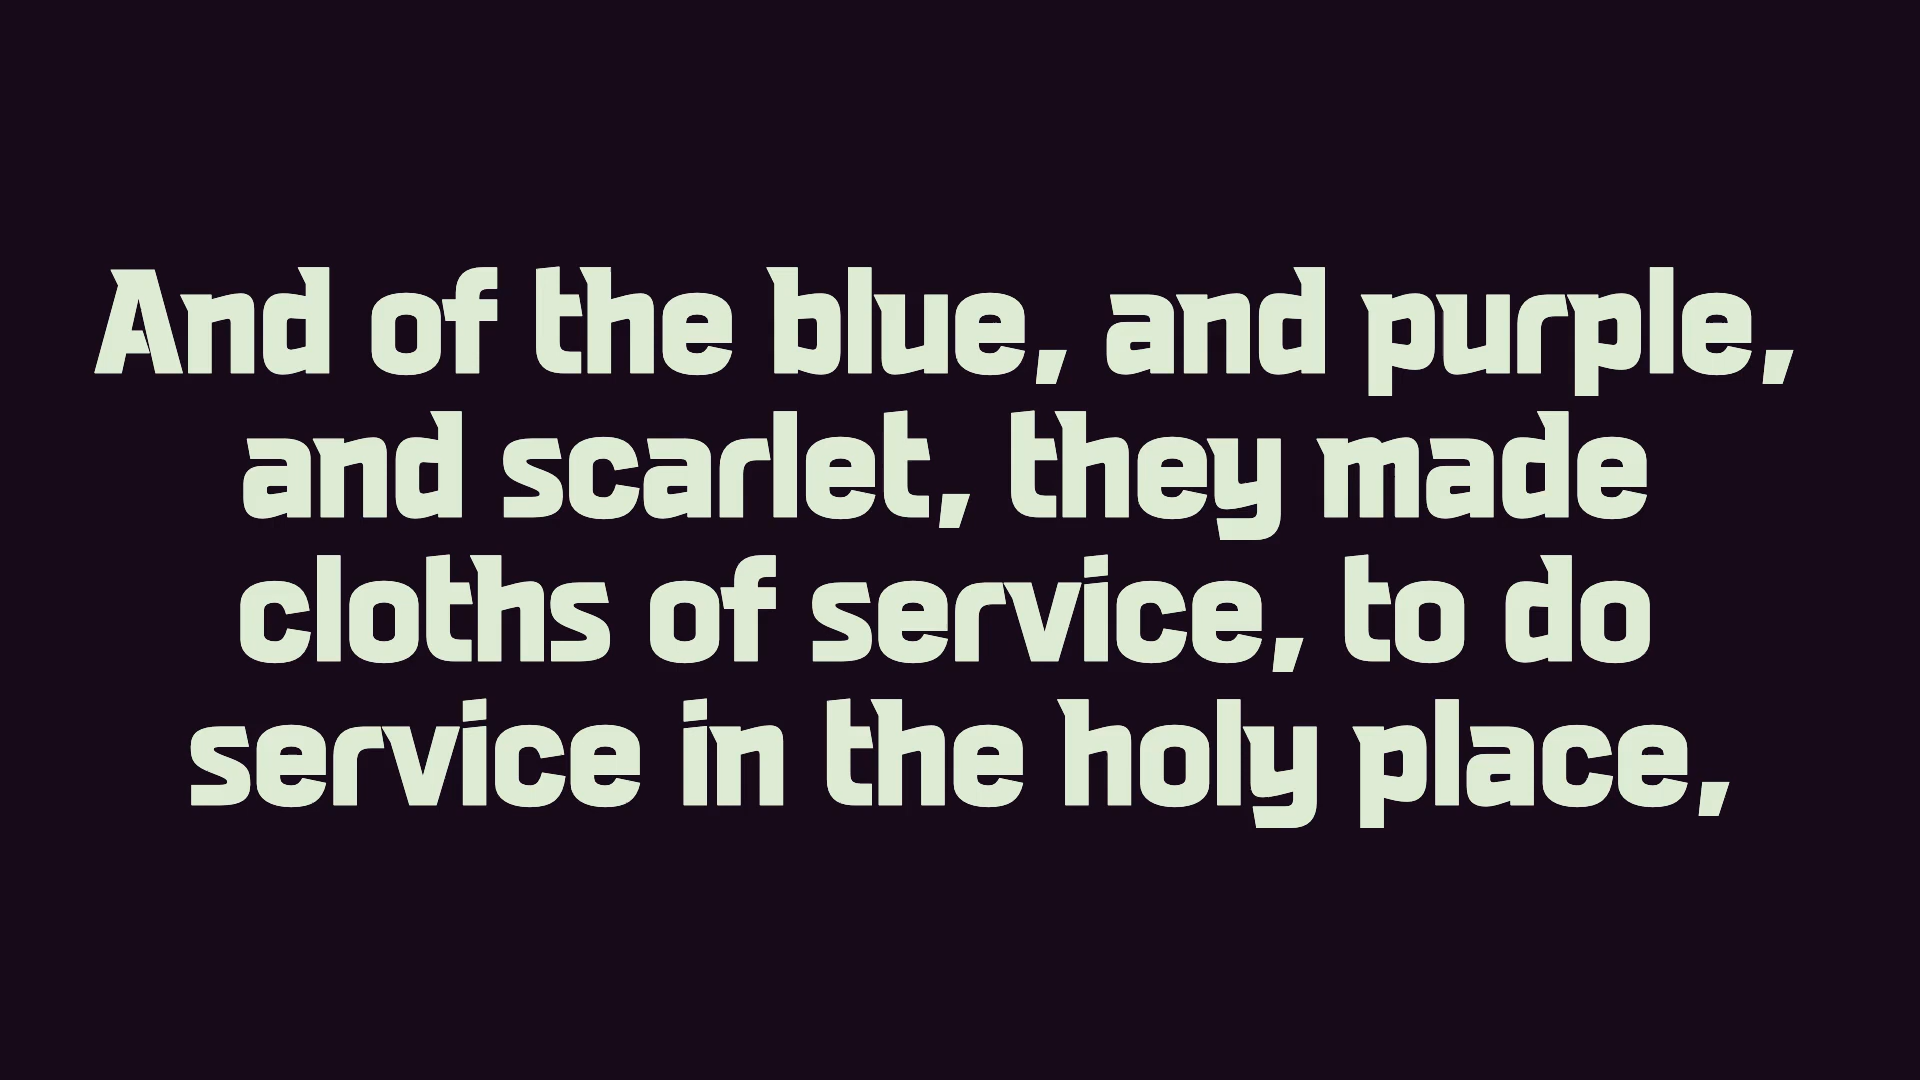 And of the blue, and purple,
and scarlet, they made
cloths of service, to do
service in the holy place,